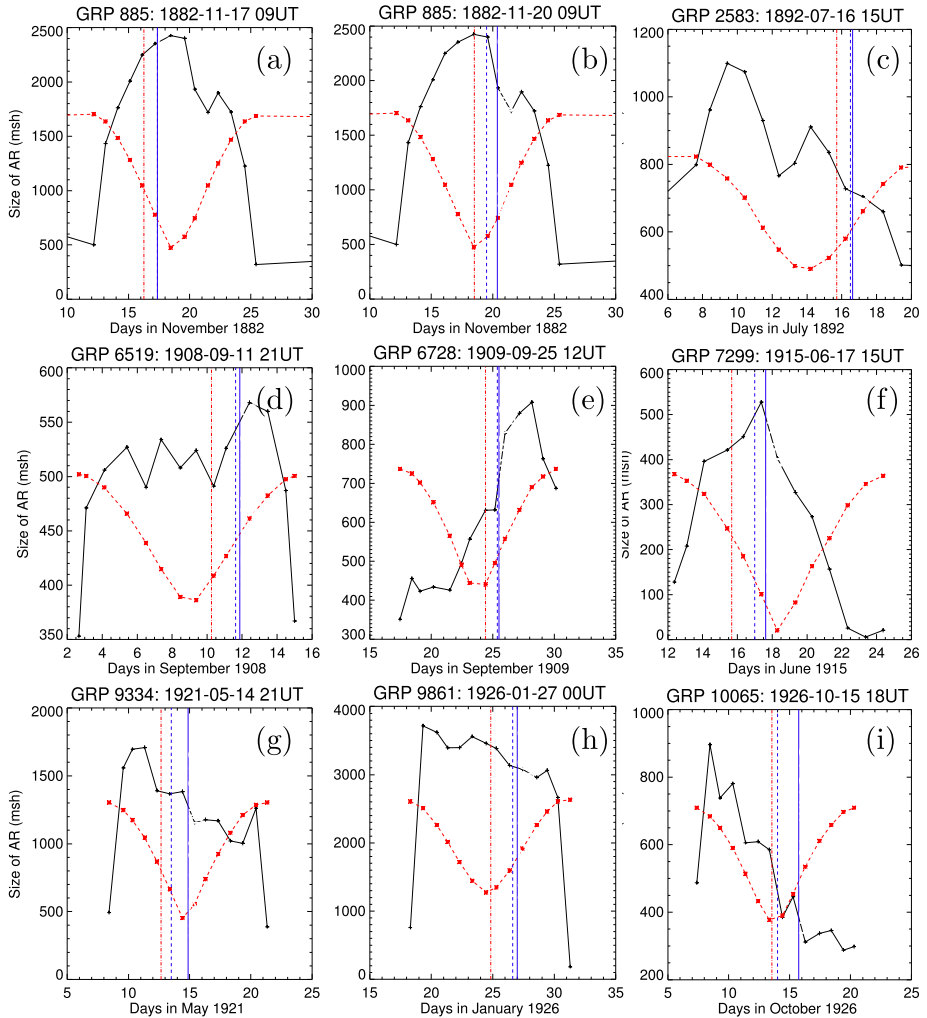 GRP 885: 1882-11-17 09UT
GRP 885: 1882-11-20 09UT
GRP 2583: 1892-07-16 15UT
(a)
(b)
(c)
Size of AR (msh)
2500
2000
1500
1000
500
0
2500
2000
1500
1000
500
0
1200
1000
800
600
400
10 15 20 25 30
10 15 20 25 30
6 8 10 12 14 16 18 20
Days in November 1882
Days in November 1882
Days in July 1892
GRP 6519: 1908-09-11 21UT
GRP 6728: 1909-09-25 12UT
GRP 7299: 1915-06-17 15UT
(d)
(e)
(f)
Size of AR (msh)
600
550
500
450
400
350
1000
900
800
700
600
500
400
300
Size of AR (msh)
600
500
400
300
200
100
0
2 4 6 8 10 12 14 16
15 20 25 30 35
12 14 16 18 20 22 24 26
Days in September 1908
Days in September 1909
Days in June 1915
GRP 9334: 1921-05-14 21UT
GRP 9861: 1926-01-27 00UT
GRP 10065: 1926-10-15 18UT
(g)
(h)
(i)
Size of AR (msh)
2000
1500
1000
500
0
4000
3000
2000
1000
0
1000
800
600
400
200
5 10 15 20 25
15 20 25 30 35
5 10 15 20 25
Days in May 1921
Days in January 1926
Days in October 1926